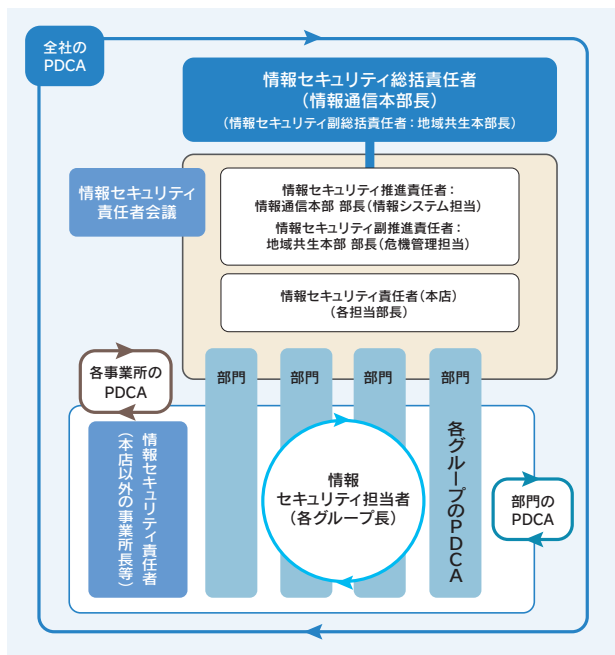 全社の
PDCA
情報セキュリティ総括責任者
（情報通信本部長）
（情報セキュリティ副総括責任者：地域共生本部長）
情報セキュリティ
責任者会議
情報セキュリティ推進責任者：
情報通信本部 部長（情報システム担当）
情報セキュリティ副推進責任者：
地域共生本部 部長（危機管理担当）
情報セキュリティ責任者（本店）
（各担当部長）
各事業所の
PDCA
部門
部門
部門
部門
情報セキュリティ責任者
（本店以外の事業所長等）
情報
セキュリティ担当者
（各グループ長）
各グループのPDCA
部門の
PDCA